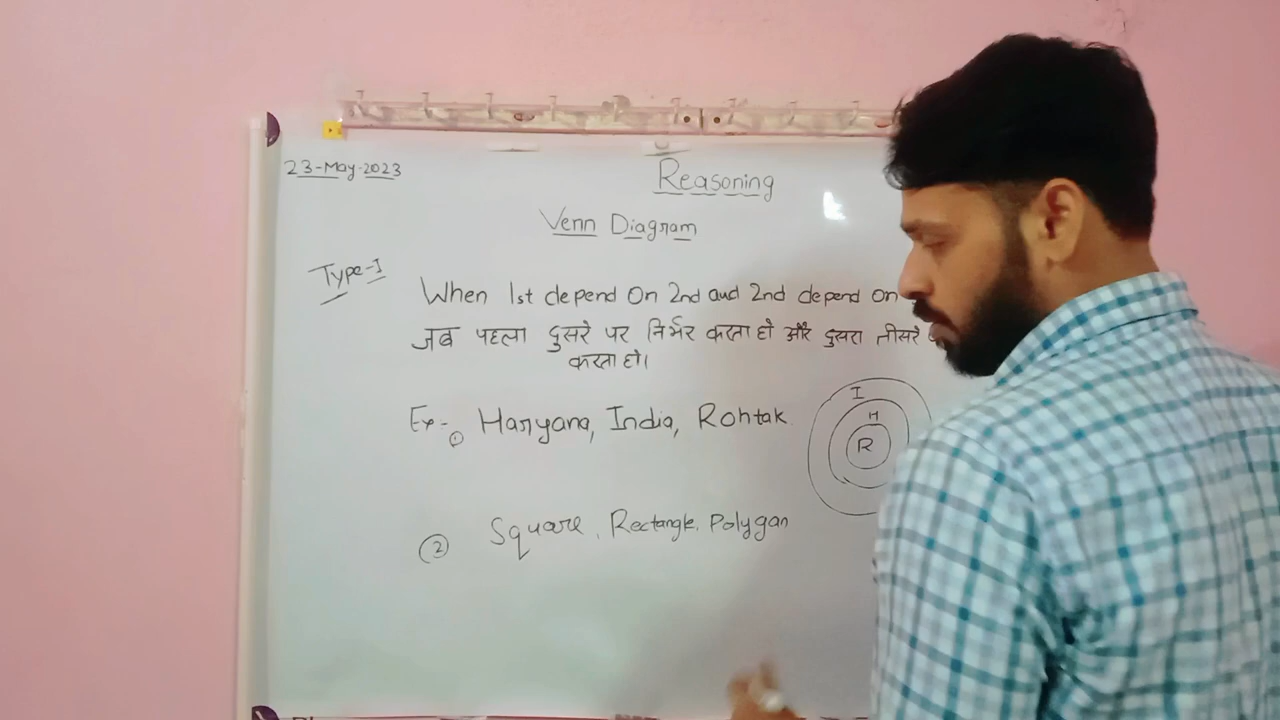 23-May-2023
Reasoning
Venn Diagram
Type-I
When 1st depend on 2nd and 2nd depend on
जब पहला दुसरे पर निर्भर करता हो और दुसरा तीसरे
करता हो।
Ex- ① Haryana, India, Rohtak
I
H
R
② Square, Rectangle, Polygan